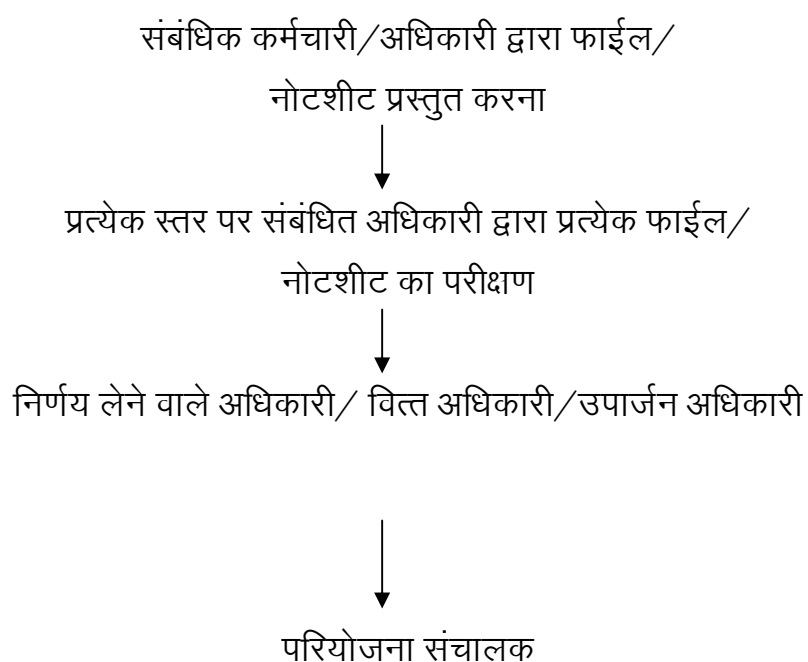 संबंधिक कर्मचारी/अधिकारी द्वारा फाईल/
नोटशीट प्रस्तुत करना
प्रत्येक स्तर पर संबंधित अधिकारी द्वारा प्रत्येक फाईल/
नोटशीट का परीक्षण
निर्णय लेने वाले अधिकारी/ वित्त अधिकारी/उपार्जन अधिकारी
परियोजना संचालक